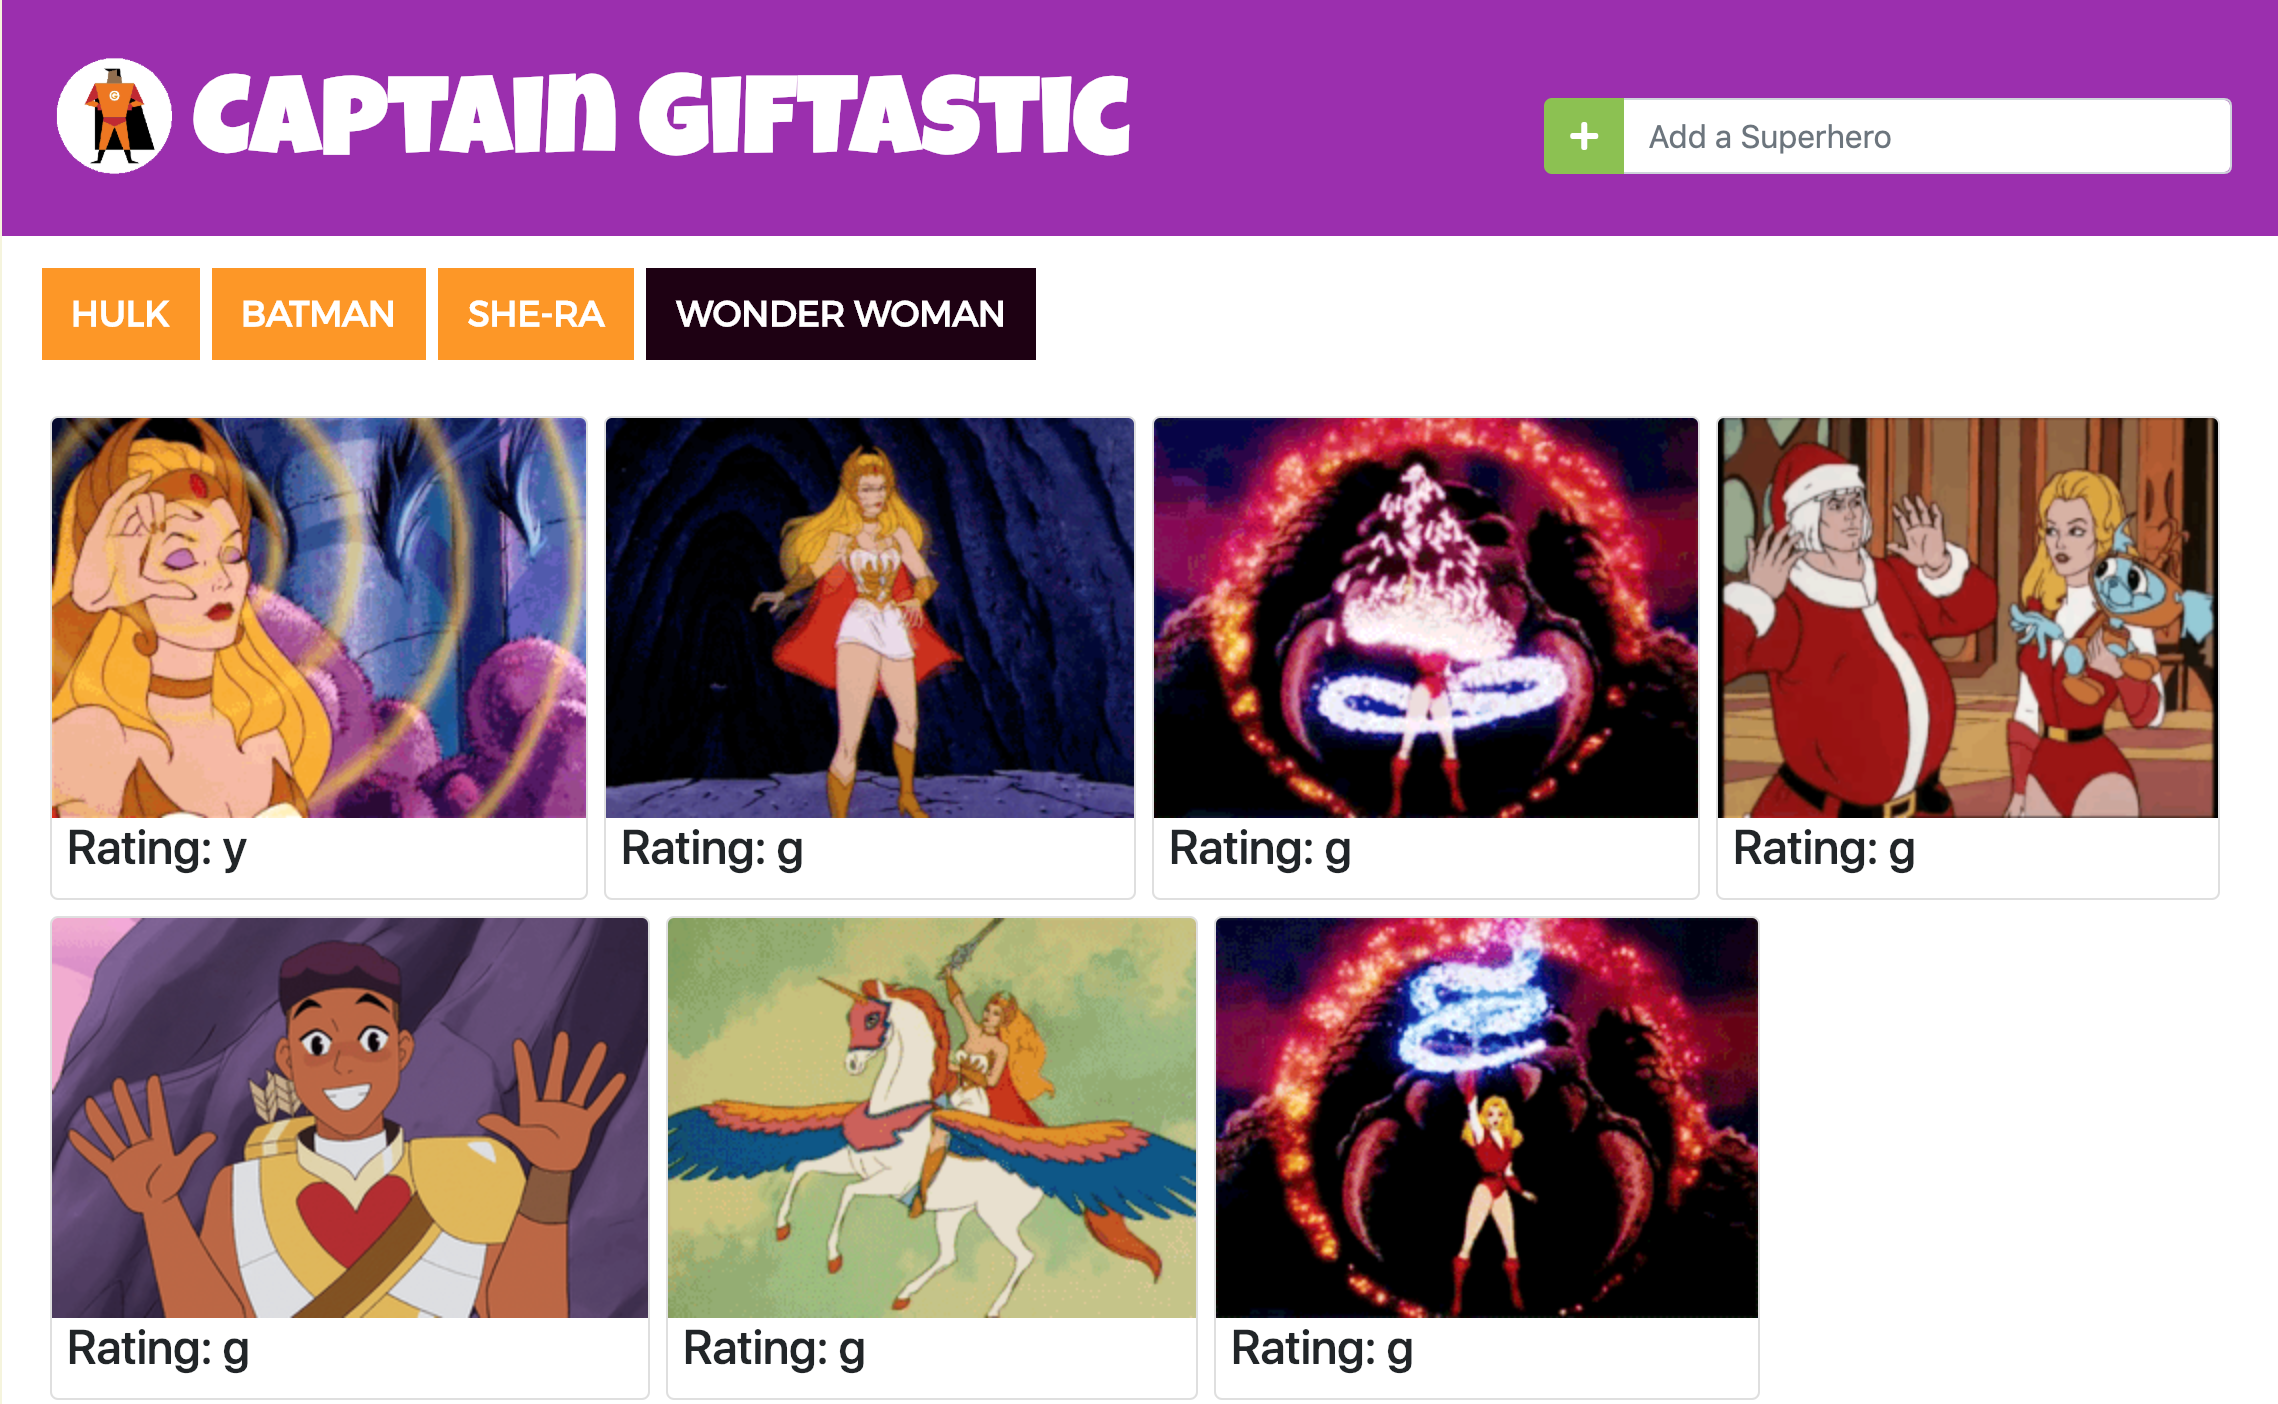 CAPTAIN GIFTASTIC
Add a Superhero
HULK BATMAN SHE-RA WONDER WOMAN
Rating: y Rating: g Rating: g Rating: g
Rating: g Rating: g Rating: g